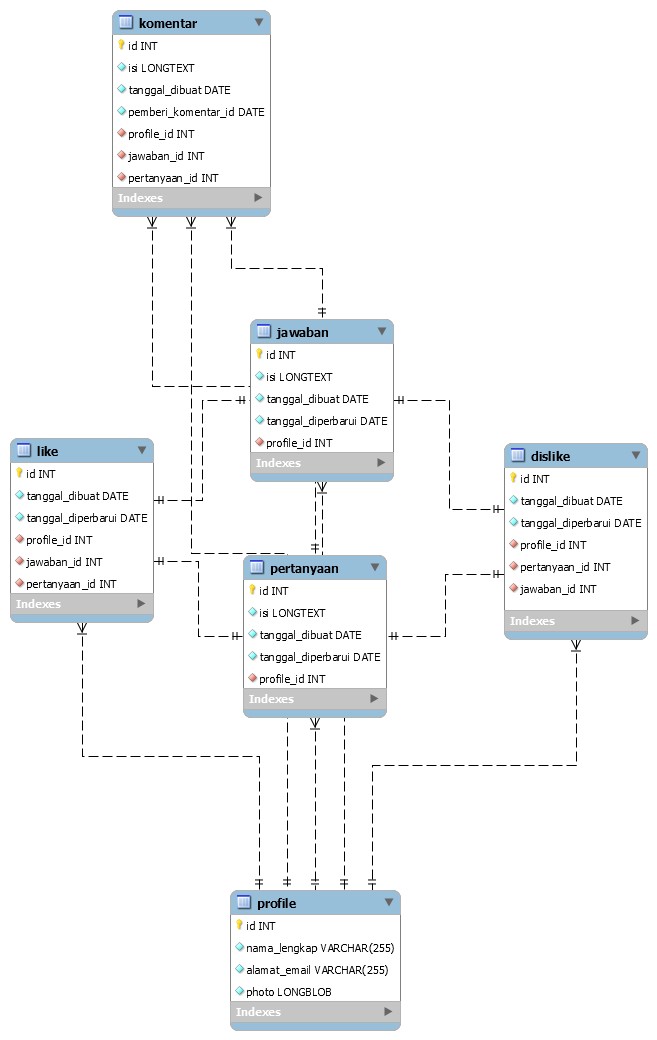 komentar
id INT
isi LONGTEXT
tanggal_dibuat DATE
pemberi_komentar_id DATE
profile_id INT
jawaban_id INT
pertanyaan_id INT
Indexes
jawaban
id INT
isi LONGTEXT
tanggal_dibuat DATE
tanggal_diperbarui DATE
profile_id INT
Indexes
like
id INT
tanggal_dibuat DATE
tanggal_diperbarui DATE
profile_id INT
jawaban_id INT
pertanyaan_id INT
Indexes
dislike
id INT
tanggal_dibuat DATE
tanggal_diperbarui DATE
profile_id INT
pertanyaan_id INT
jawaban_id INT
Indexes
pertanyaan
id INT
isi LONGTEXT
tanggal_dibuat DATE
tanggal_diperbarui DATE
profile_id INT
Indexes
profile
id INT
nama_lengkap VARCHAR(255)
alamat_email VARCHAR(255)
photo LONGBLOB
Indexes